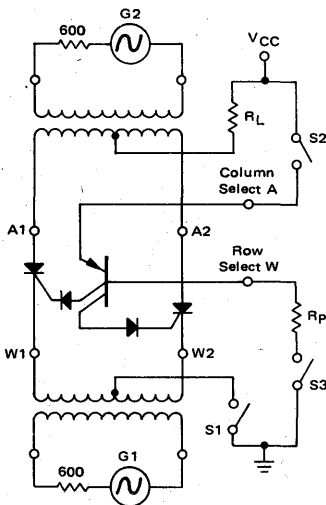 G2
600
VCC
RL
S2
Column
Select A
A1
A2
Row
Select W
RP
W1
W2
S3
S1
G1
600